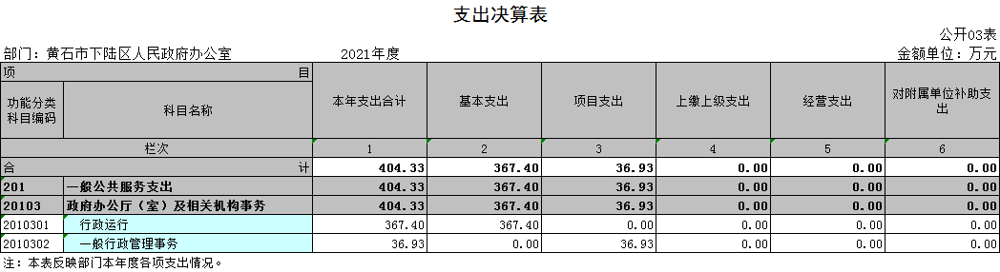 支出决算表
公开03表
部门：黄石市下陆区人民政府办公室 2021年度 金额单位：万元
项 目 本年支出合计 基本支出 项目支出 上缴上级支出 经营支出 对附属单位补助支出
功能分类科目编码 科目名称
栏次 1 2 3 4 5 6
合 计 404.33 367.40 36.93 0.00 0.00 0.00
201 一般公共服务支出 404.33 367.40 36.93 0.00 0.00 0.00
20103 政府办公厅（室）及相关机构事务 404.33 367.40 36.93 0.00 0.00 0.00
2010301 行政运行 367.40 367.40 0.00 0.00 0.00 0.00
2010302 一般行政管理事务 36.93 0.00 36.93 0.00 0.00 0.00
注：本表反映部门本年度各项支出情况。